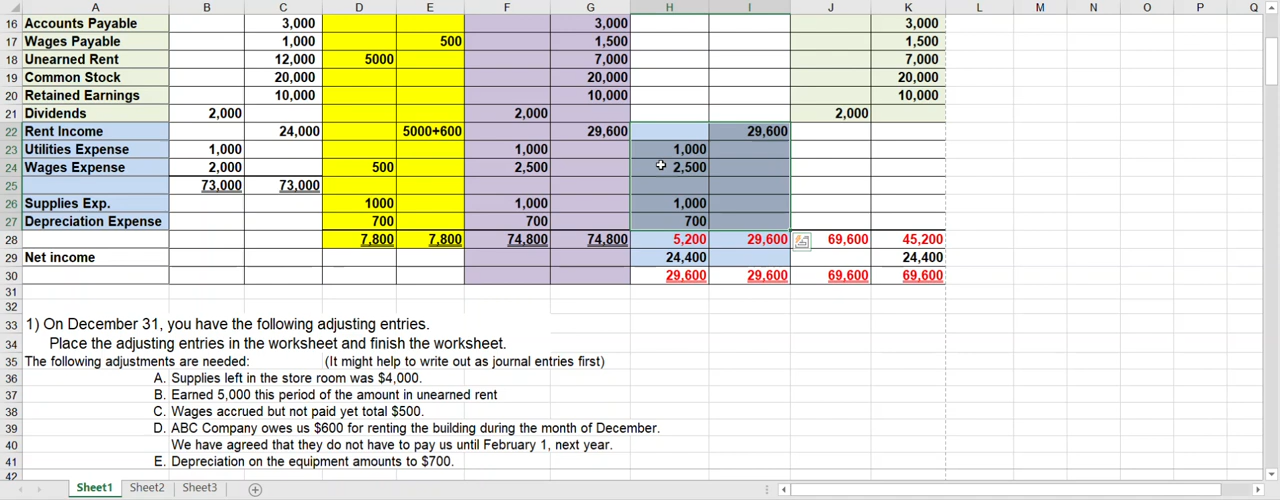 A B C D E F G H I J K L M N O P Q
16 Accounts Payable 3,000 3,000 3,000
17 Wages Payable 1,000 500 1,500 1,500
18 Unearned Rent 12,000 5000 7,000 7,000
19 Common Stock 20,000 20,000 20,000
20 Retained Earnings 10,000 10,000 10,000
21 Dividends 2,000 2,000 2,000
22 Rent Income 24,000 5000+600 29,600 29,600
23 Utilities Expense 1,000 1,000 1,000
24 Wages Expense 2,000 500 2,500 2,500
25 73,000 73,000
26 Supplies Exp. 1000 1,000 1,000
27 Depreciation Expense 700 700 700
28 7,800 7,800 74,800 74,800 5,200 29,600 69,600 45,200
29 Net income 24,400 24,400
30 29,600 29,600 69,600 69,600
31
32
33 1) On December 31, you have the following adjusting entries.
34 Place the adjusting entries in the worksheet and finish the worksheet.
35 The following adjustments are needed: (It might help to write out as journal entries first)
36 A. Supplies left in the store room was $4,000.
37 B. Earned 5,000 this period of the amount in unearned rent
38 C. Wages accrued but not paid yet total $500.
39 D. ABC Company owes us $600 for renting the building during the month of December.
40 We have agreed that they do not have to pay us until February 1, next year.
41 E. Depreciation on the equipment amounts to $700.
42
Sheet1 Sheet2 Sheet3